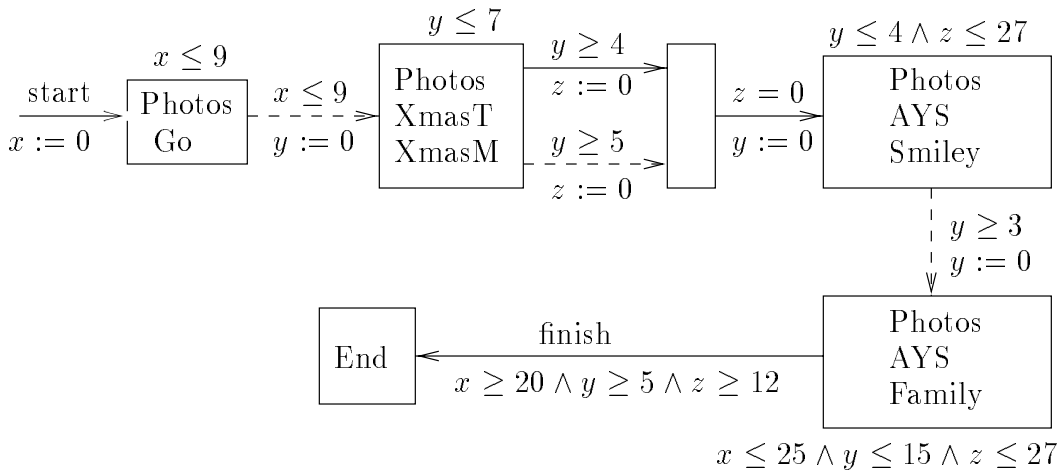 start
x := 0
x ≤ 9
Photos
Go
x ≤ 9
y := 0
y ≤ 7
Photos
XmasT
XmasM
y ≥ 4
z := 0
y ≥ 5
z := 0
z = 0
y := 0
y ≤ 4 ∧ z ≤ 27
Photos
AYS
Smiley
y ≥ 3
y := 0
Photos
AYS
Family
x ≤ 25 ∧ y ≤ 15 ∧ z ≤ 27
finish
x ≥ 20 ∧ y ≥ 5 ∧ z ≥ 12
End